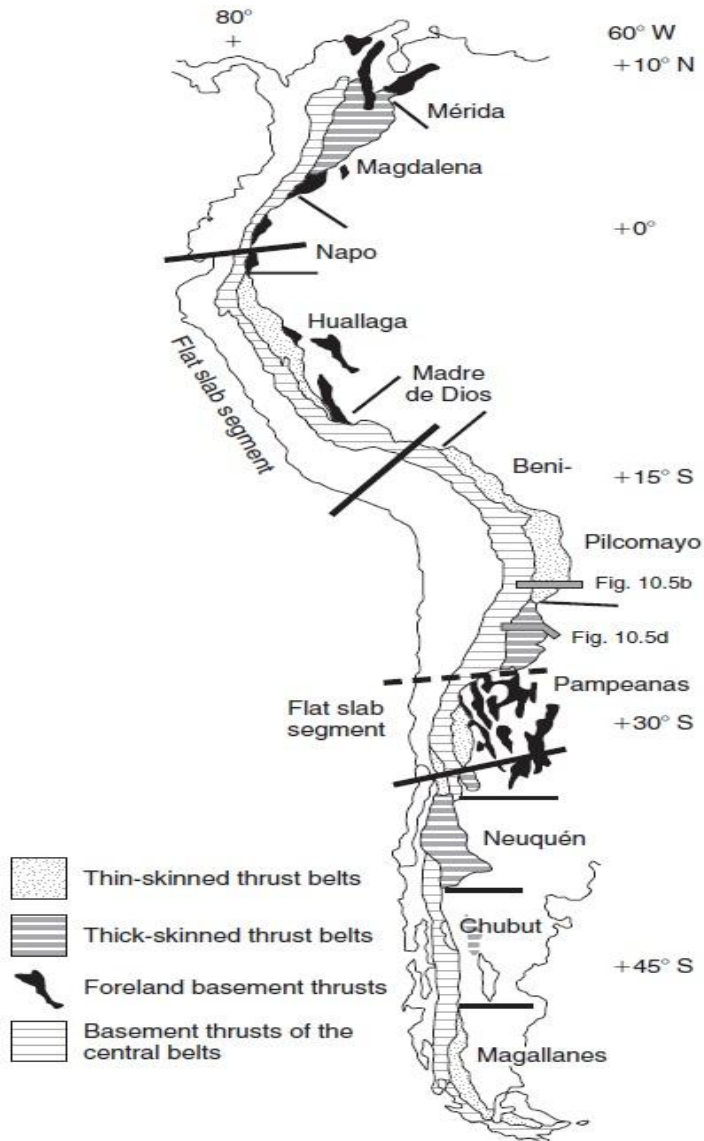 80°
+
60° W
+10° N
Mérida
Magdalena
+0°
Napo
Huallaga
Flat slab segment
Madre
de Dios
Beni-
+15° S
Pilcomayo
Fig. 10.5b
Fig. 10.5d
Pampeanas
Flat slab
segment
+30° S
Neuquén
Thin-skinned thrust belts
Thick-skinned thrust belts
Chubut
+45° S
Foreland basement thrusts
Basement thrusts of the
central belts
Magallanes